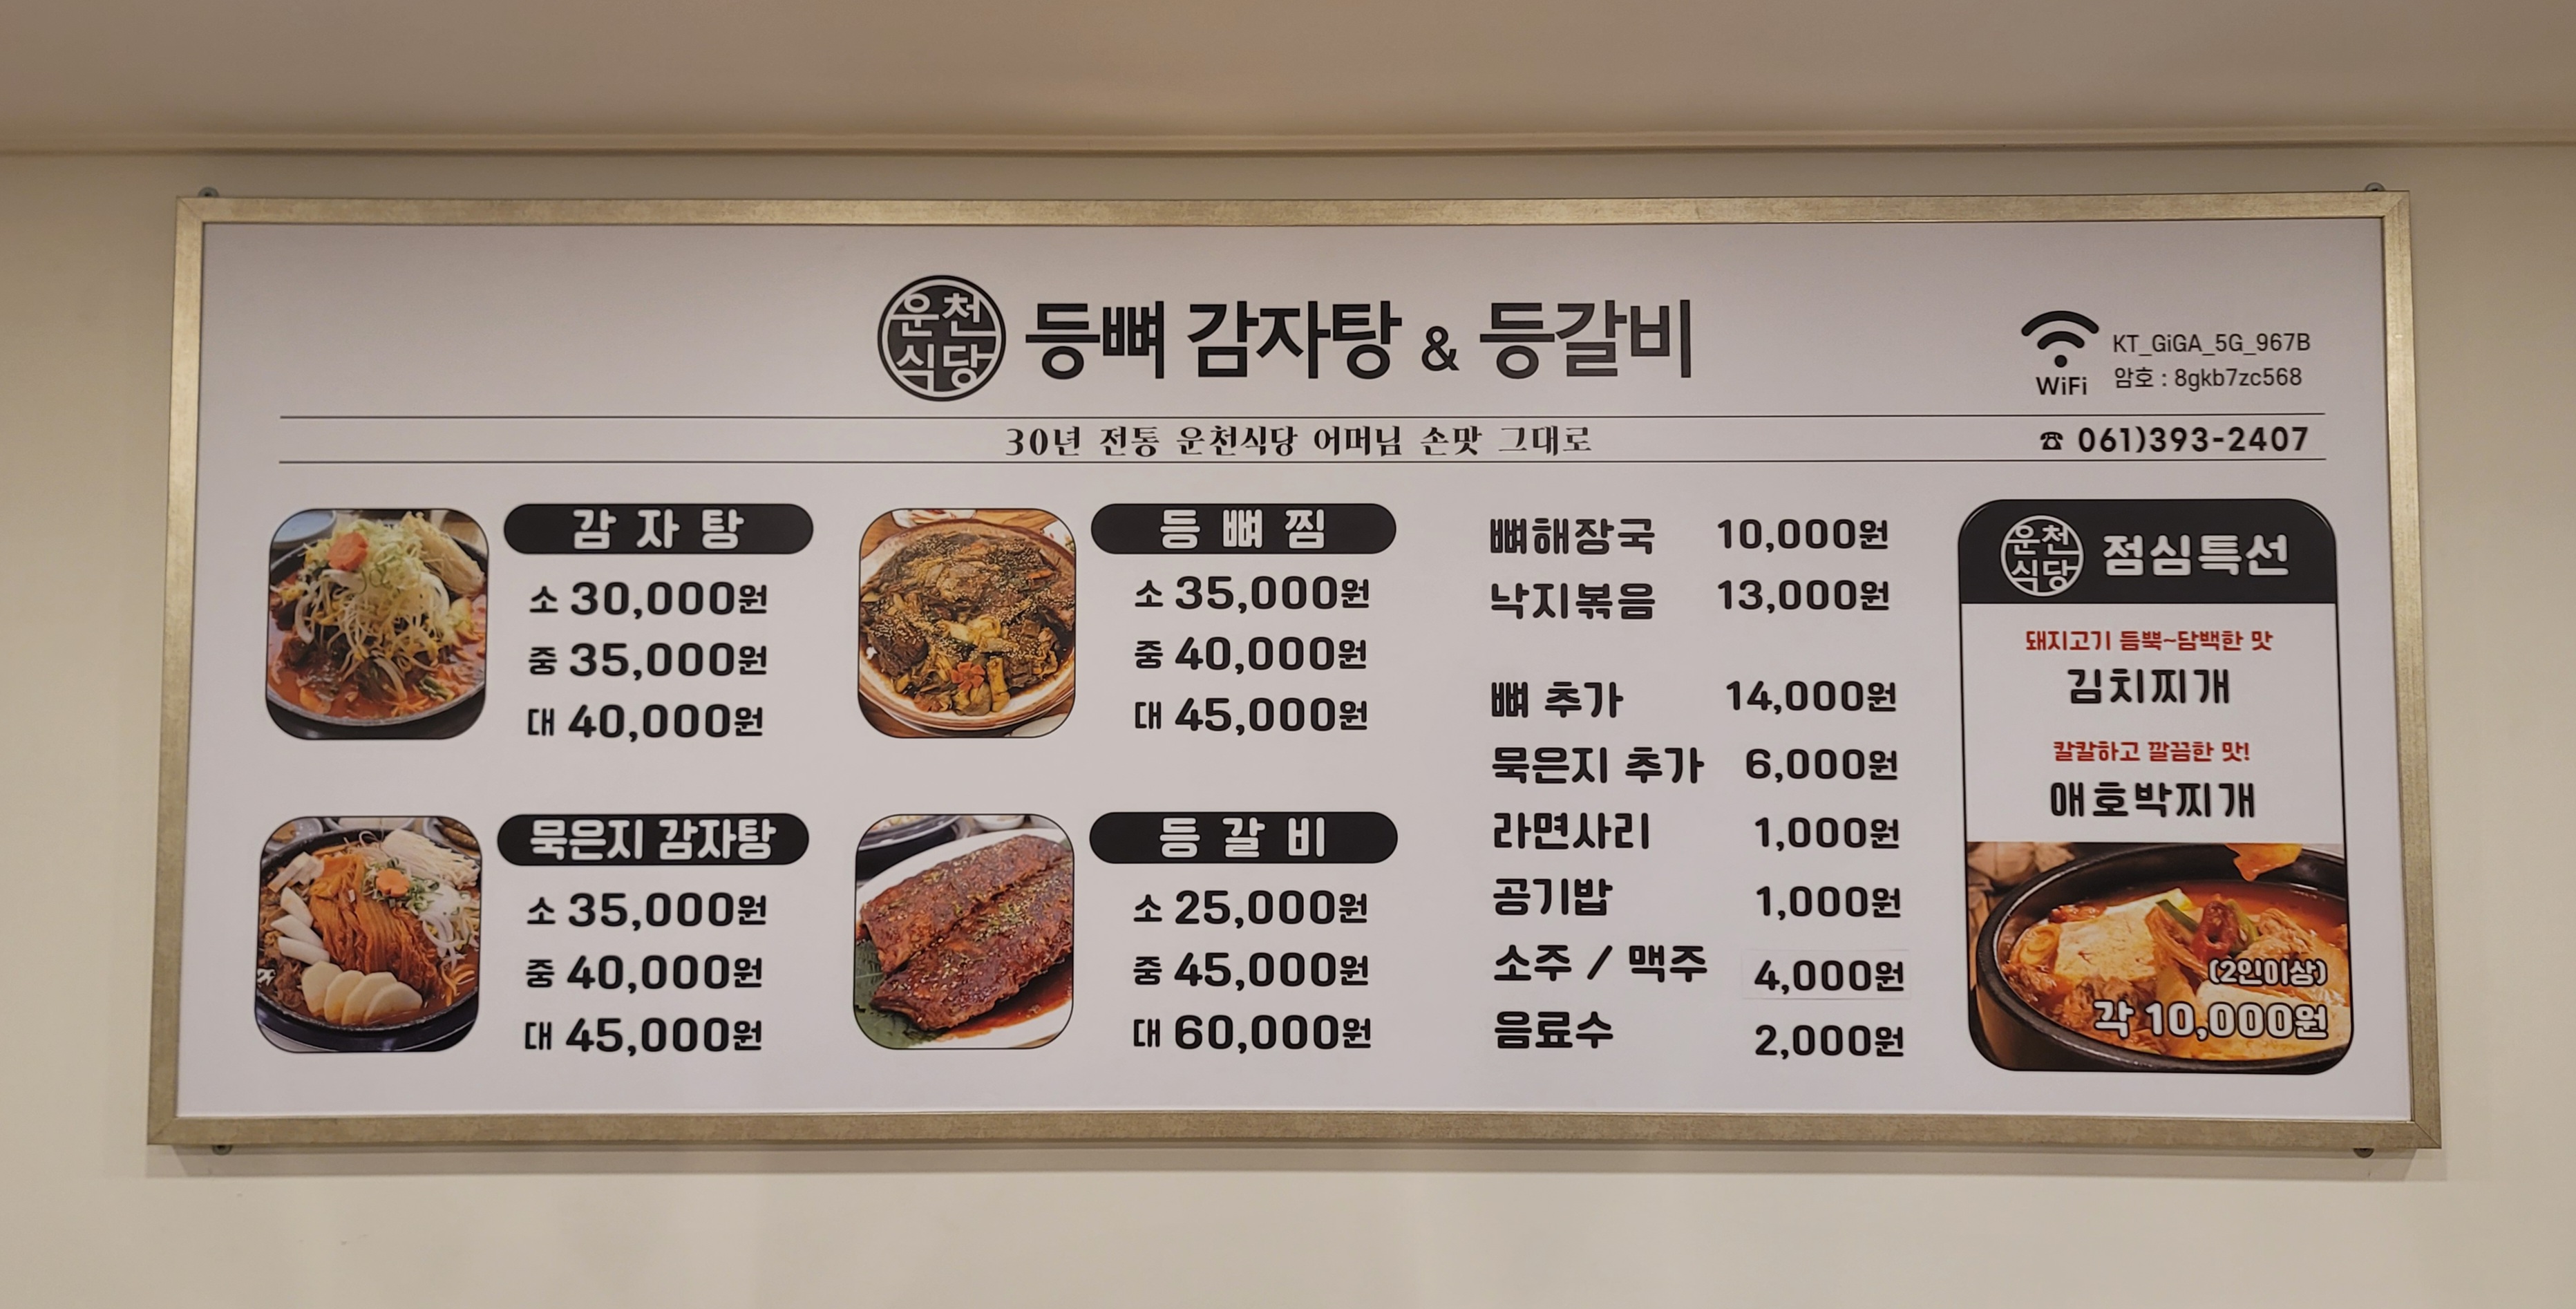 운천
식당
등뼈 감자탕 & 등갈비
WiFi
KT_GiGA_5G_967B
암호 : 8gkb7zc568
30년 전통 운천식당 어머님 손맛 그대로
☎ 061)393-2407
감자탕
소 30,000원
중 35,000원
대 40,000원
묵은지 감자탕
소 35,000원
중 40,000원
대 45,000원
등뼈찜
소 35,000원
중 40,000원
대 45,000원
등갈비
소 25,000원
중 45,000원
대 60,000원
뼈해장국 10,000원
낙지볶음 13,000원
뼈 추가 14,000원
묵은지 추가 6,000원
라면사리 1,000원
공기밥 1,000원
소주 / 맥주 4,000원
음료수 2,000원
운천
식당
점심특선
돼지고기 듬뿍~담백한 맛
김치찌개
칼칼하고 깔끔한 맛!
애호박찌개
(2인이상)
각 10,000원